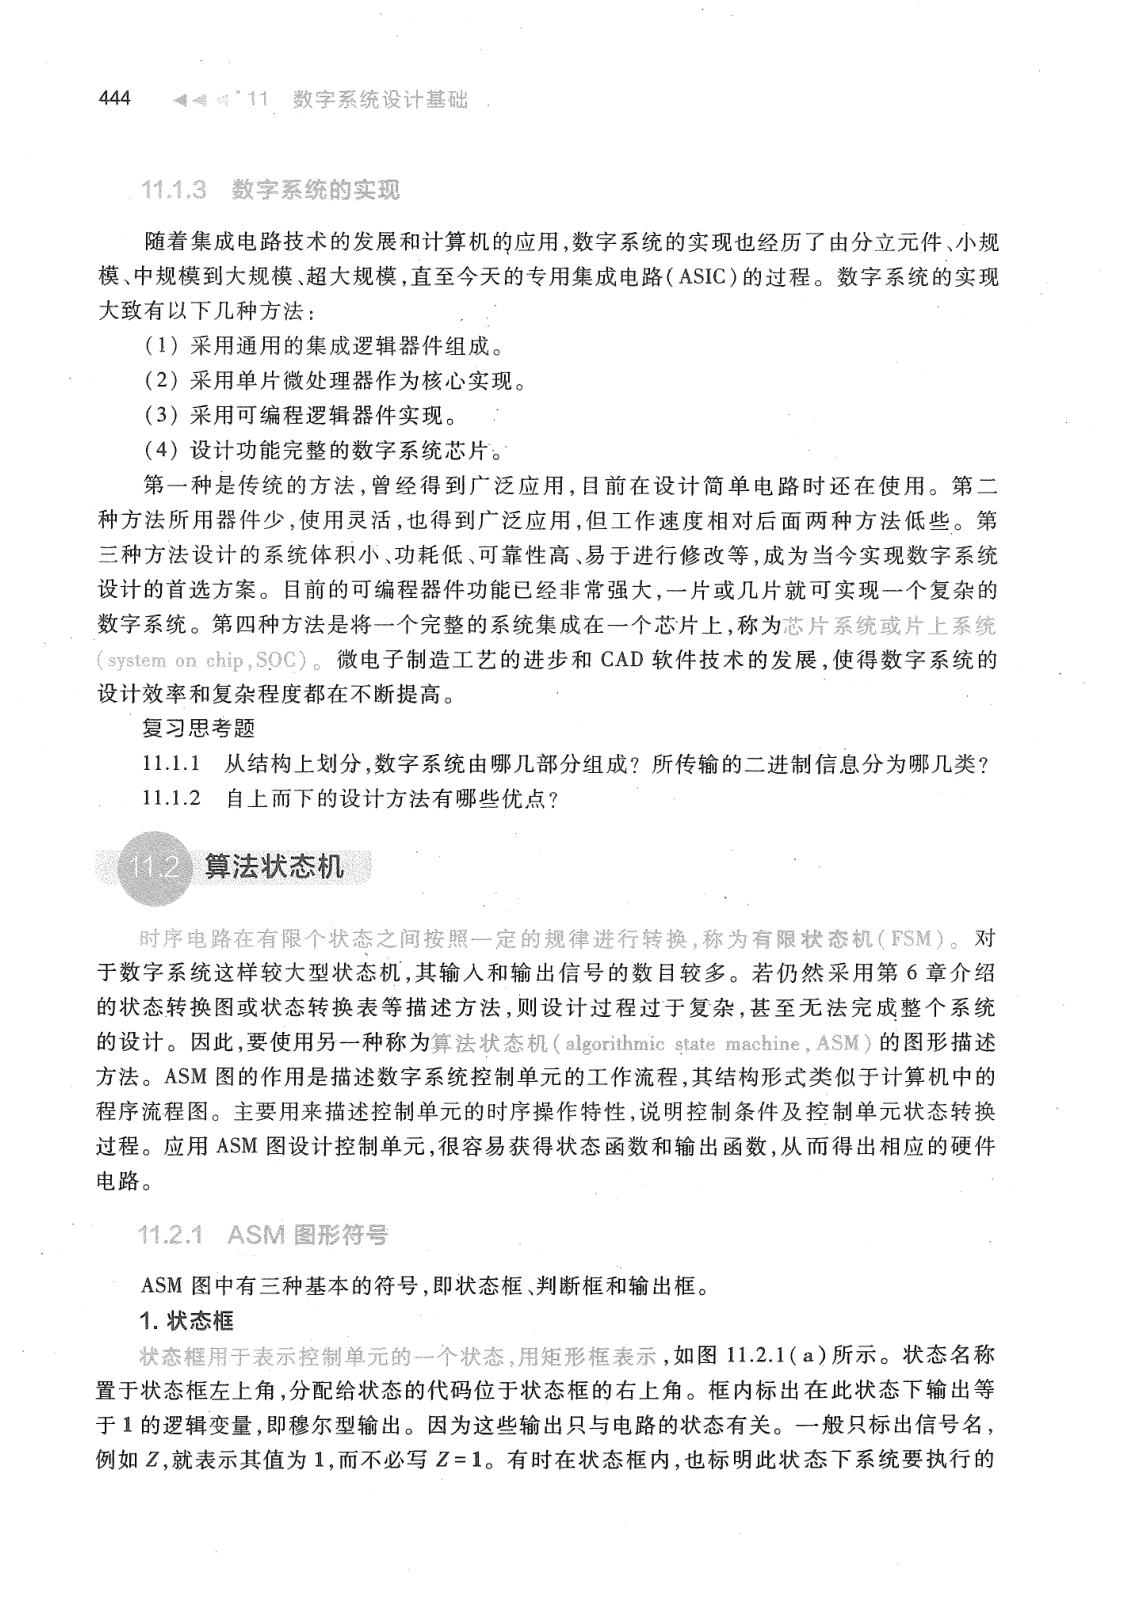 444 *11 数字系统设计基础
11.1.3 数字系统的实现
随着集成电路技术的发展和计算机的应用,数字系统的实现也经历了由分立元件、小规
模、中规模到大规模、超大规模,直至今天的专用集成电路(ASIC)的过程。数字系统的实现
大致有以下几种方法:
(1) 采用通用的集成逻辑器件组成。
(2) 采用单片微处理器作为核心实现。
(3) 采用可编程逻辑器件实现。
(4) 设计功能完整的数字系统芯片。
第一种是传统的方法,曾经得到广泛应用,目前在设计简单电路时还在使用。第二
种方法所用器件少,使用灵活,也得到广泛应用,但工作速度相对后面两种方法低些。第
三种方法设计的系统体积小、功耗低、可靠性高、易于进行修改等,成为当今实现数字系统
设计的首选方案。目前的可编程器件功能已经非常强大,一片或几片就可实现一个复杂的
数字系统。第四种方法是将一个完整的系统集成在一个芯片上,称为芯片系统或片上系统
(system on chip,SOC)。微电子制造工艺的进步和 CAD 软件技术的发展,使得数字系统的
设计效率和复杂程度都在不断提高。
复习思考题
11.1.1 从结构上划分,数字系统由哪几部分组成? 所传输的二进制信息分为哪几类?
11.1.2 自上而下的设计方法有哪些优点?
11.2 算法状态机
时序电路在有限个状态之间按照一定的规律进行转换,称为有限状态机(FSM)。对
于数字系统这样较大型状态机,其输入和输出信号的数目较多。若仍然采用第 6 章介绍
的状态转换图或状态转换表等描述方法,则设计过程过于复杂,甚至无法完成整个系统
的设计。因此,要使用另一种称为算法状态机(algorithmic state machine,ASM)的图形描述
方法。ASM 图的作用是描述数字系统控制单元的工作流程,其结构形式类似于计算机中的
程序流程图。主要用来描述控制单元的时序操作特性,说明控制条件及控制单元状态转换
过程。应用 ASM 图设计控制单元,很容易获得状态函数和输出函数,从而得出相应的硬件
电路。
11.2.1 ASM 图形符号
ASM 图中有三种基本的符号,即状态框、判断框和输出框。
1. 状态框
状态框用于表示控制单元的一个状态,用矩形框表示,如图 11.2.1(a)所示。状态名称
置于状态框左上角,分配给状态的代码位于状态框的右上角。框内标出在此状态下输出等
于 1 的逻辑变量,即穆尔型输出。因为这些输出只与电路的状态有关。一般只标出信号名,
例如 Z,就表示其值为 1,而不必写 Z=1。有时在状态框内,也标明此状态下系统要执行的